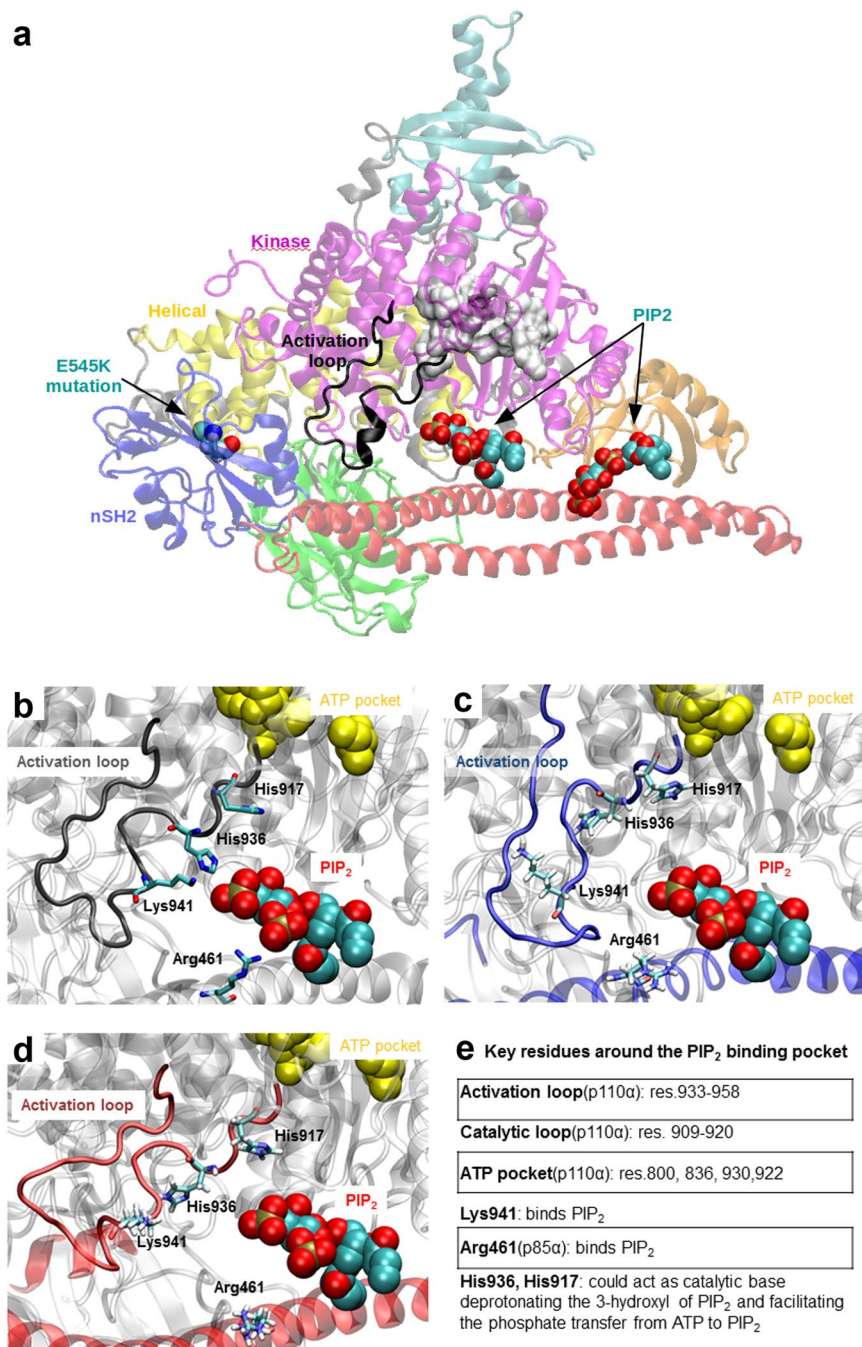 a
Kinase
Helical
Activation
loop
PIP2
E545K
mutation
nSH2
b
ATP pocket
Activation loop
His917
His936
PIP₂
Lys941
Arg461
c
ATP pocket
Activation loop
His917
His936
PIP₂
Lys941
Arg461
d
ATP pocket
Activation loop
His917
His936
PIP₂
Lys941
Arg461
e Key residues around the PIP₂ binding pocket
Activation loop(p110α): res.933-958
Catalytic loop(p110α): res. 909-920
ATP pocket(p110α): res.800, 836, 930,922
Lys941: binds PIP₂
Arg461(p85α): binds PIP₂
His936, His917: could act as catalytic base
deprotonating the 3-hydroxyl of PIP₂ and facilitating
the phosphate transfer from ATP to PIP₂